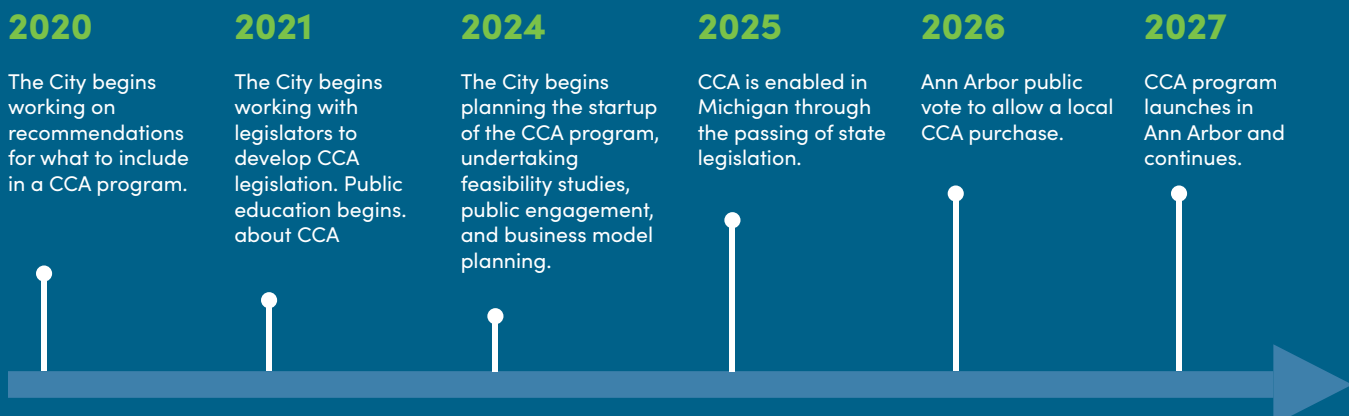 2020
The City begins
working on
recommendations
for what to include
in a CCA program.
2021
The City begins
working with
legislators to
develop CCA
legislation. Public
education begins.
about CCA
2024
The City begins
planning the startup
of the CCA program,
undertaking
feasibility studies,
public engagement,
and business model
planning.
2025
CCA is enabled in
Michigan through
the passing of state
legislation.
2026
Ann Arbor public
vote to allow a local
CCA purchase.
2027
CCA program
launches in
Ann Arbor and
continues.